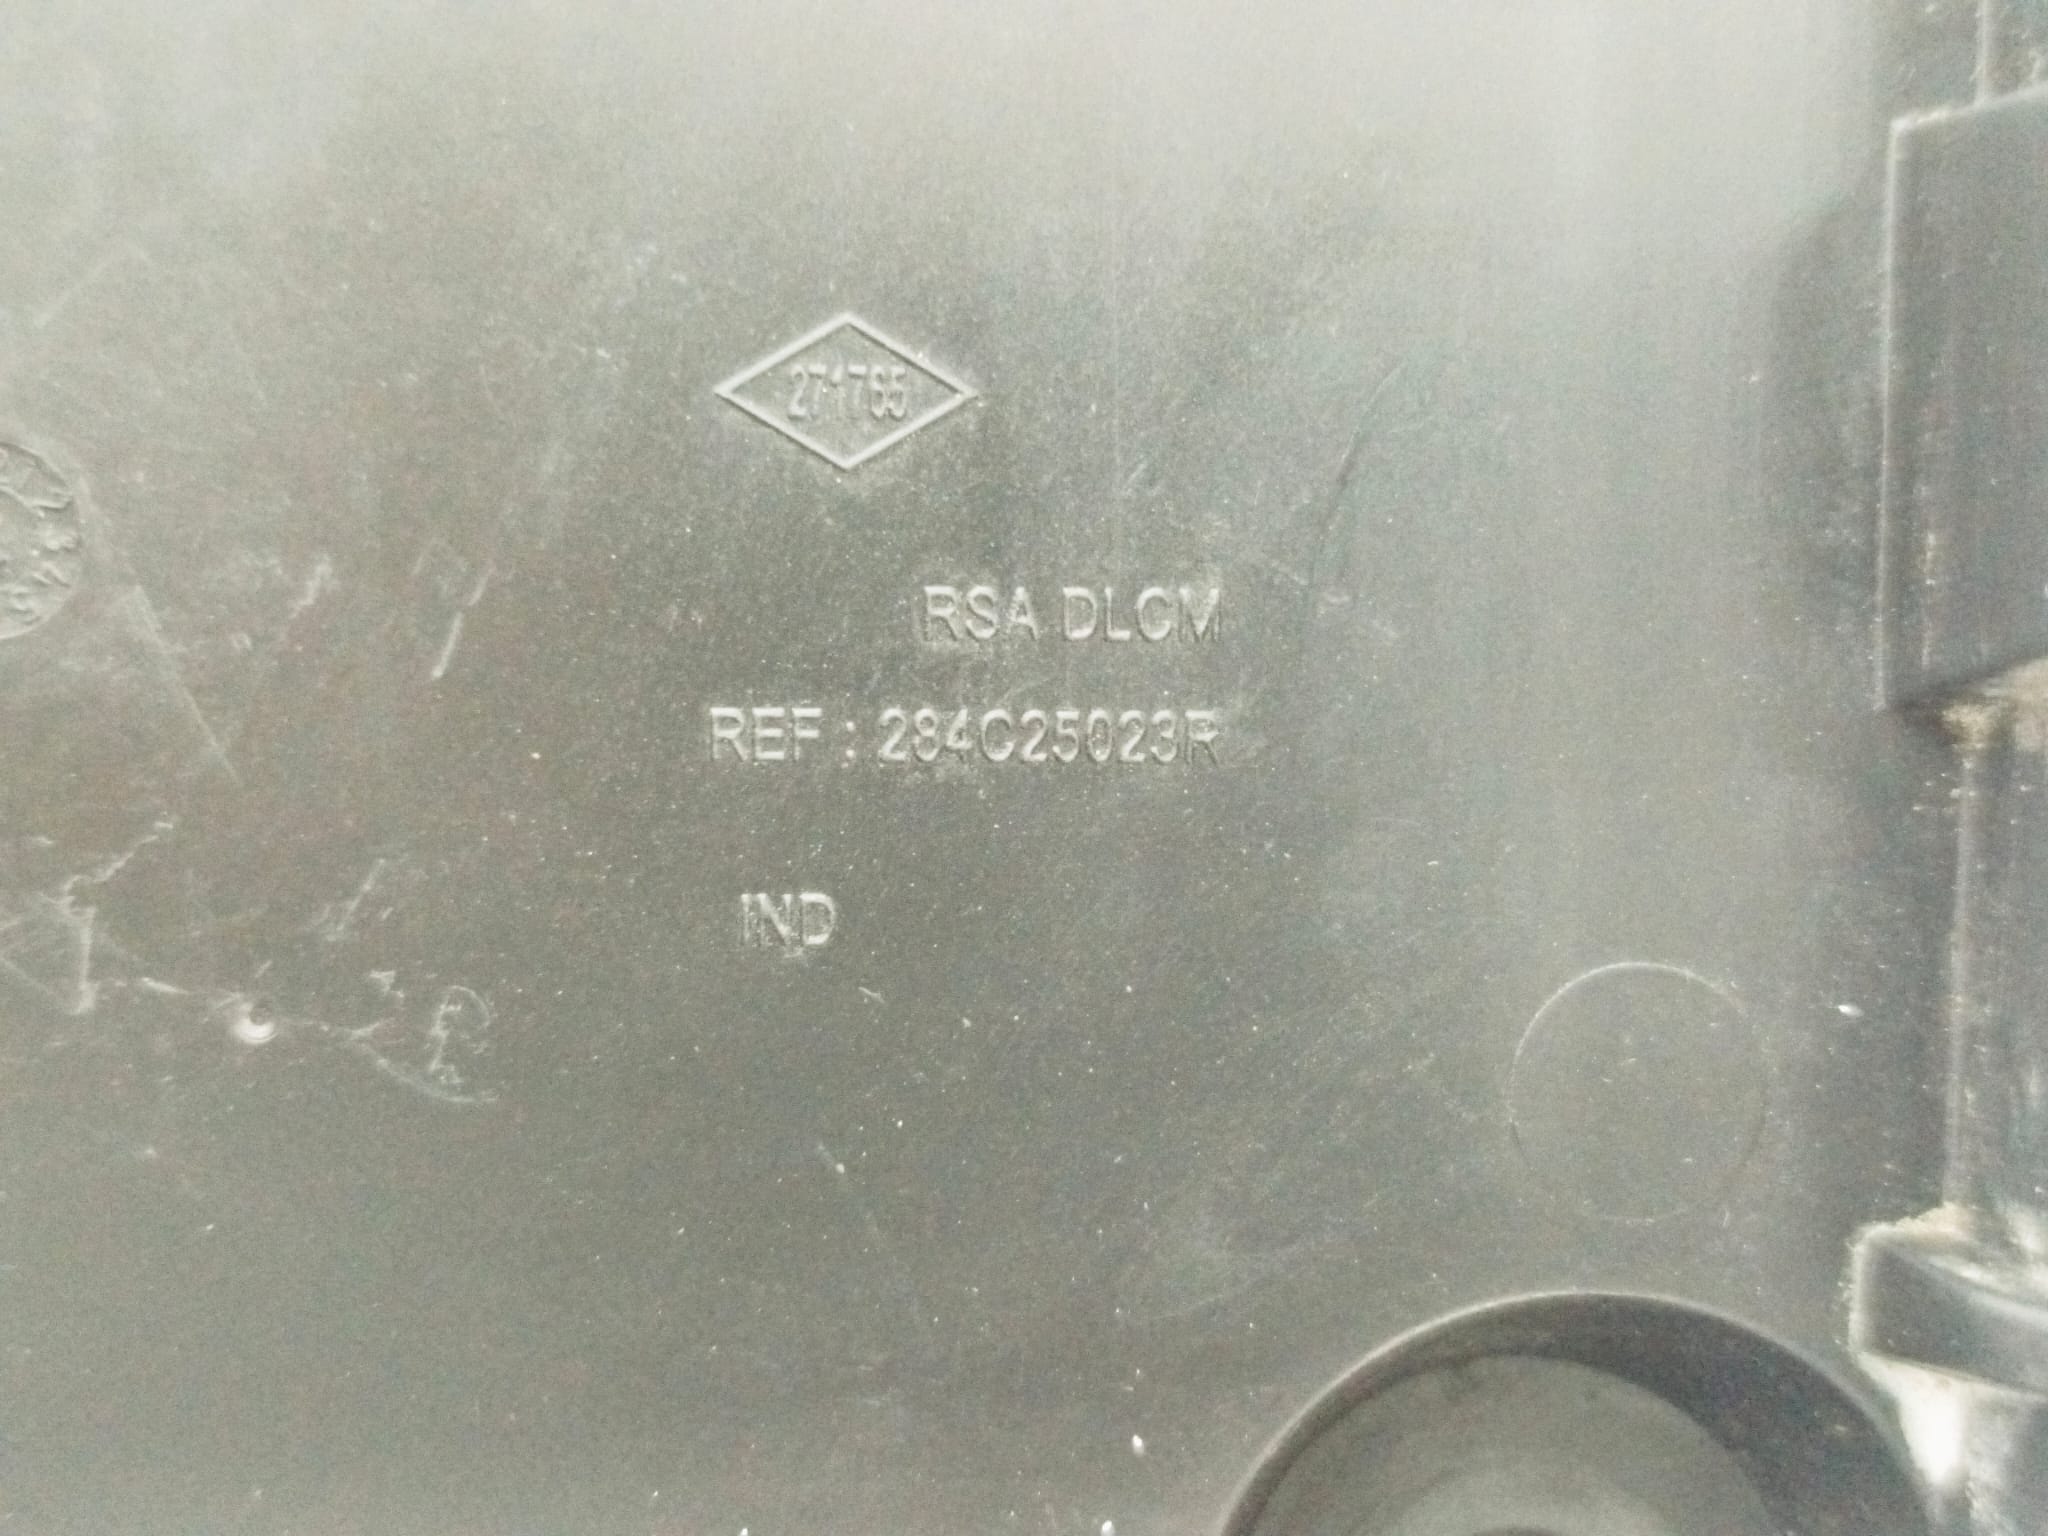 271765
RSA DLCM
REF : 284C25023R
IND